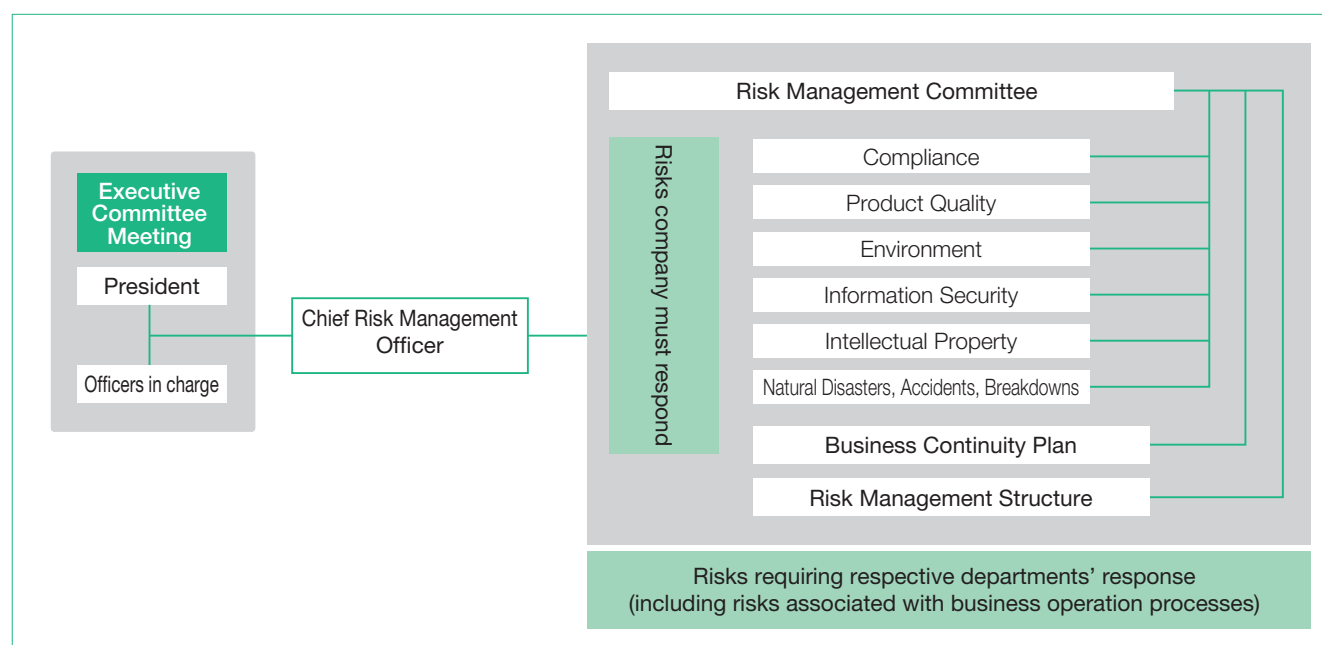 Executive
Committee
Meeting
President
Officers in charge
Chief Risk Management
Officer
Risk Management Committee
Risks company must respond
Compliance
Product Quality
Environment
Information Security
Intellectual Property
Natural Disasters, Accidents, Breakdowns
Business Continuity Plan
Risk Management Structure
Risks requiring respective departments’ response
(including risks associated with business operation processes)